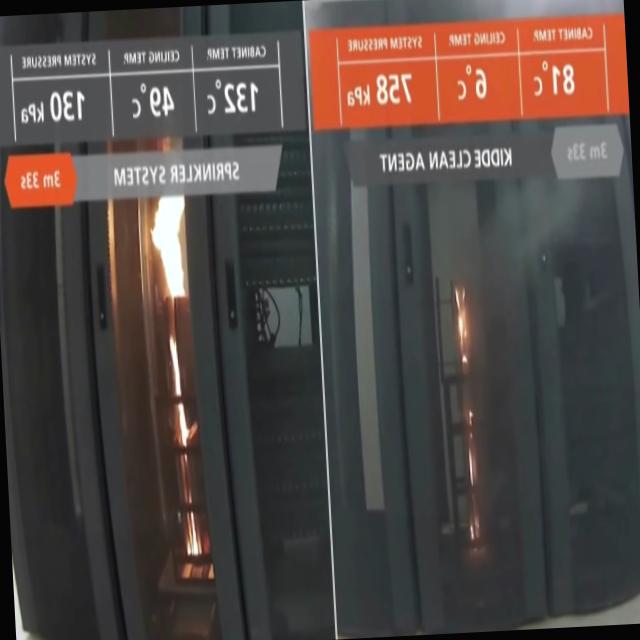 CABINET TEMP. CEILING TEMP. SYSTEM PRESSURE
81°C 6°C 758 kPa
3m 33s KIDDE CLEAN AGENT
CABINET TEMP. CEILING TEMP. SYSTEM PRESSURE
132°C 49°C 130 kPa
SPRINKLER SYSTEM 3m 33s